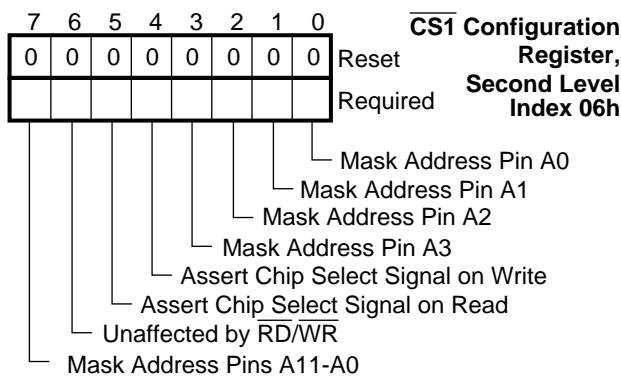 7 6 5 4 3 2 1 0
CS1 Configuration
Register,
Second Level
Index 06h
0 0 0 0 0 0 0 0 Reset
Required
Mask Address Pin A0
Mask Address Pin A1
Mask Address Pin A2
Mask Address Pin A3
Assert Chip Select Signal on Write
Assert Chip Select Signal on Read
Unaffected by RD/WR
Mask Address Pins A11-A0